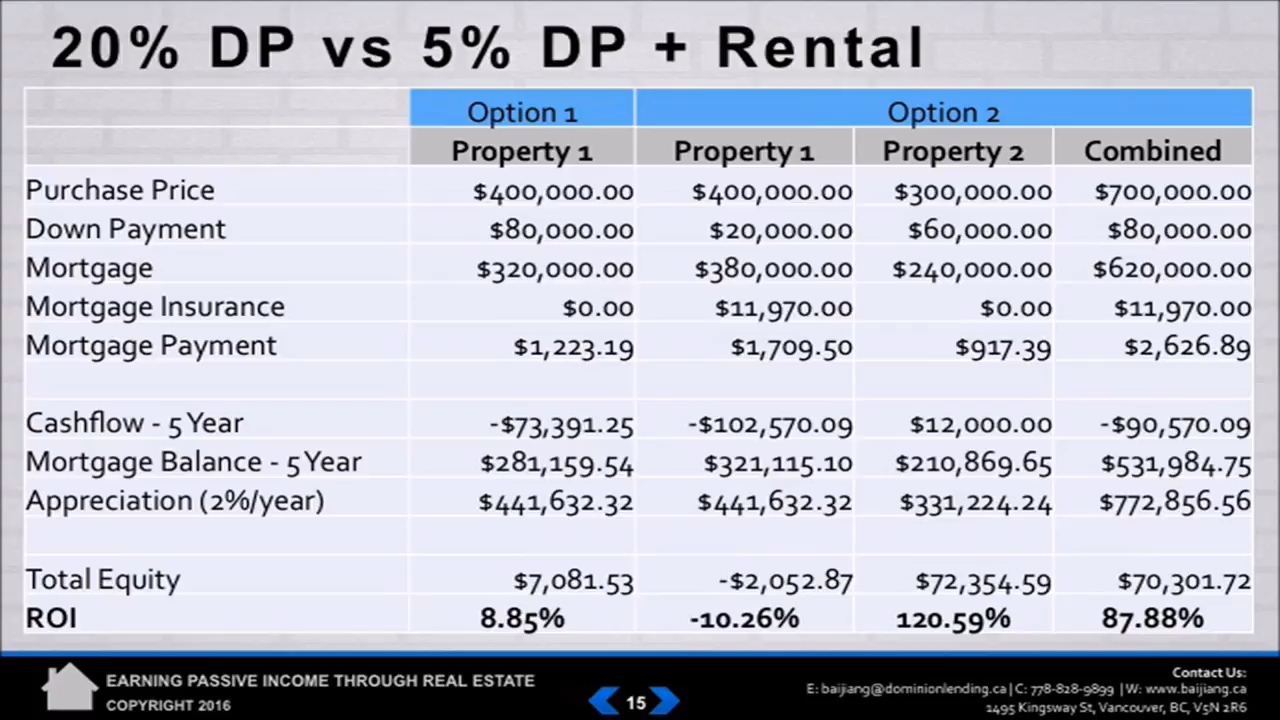 20% DP vs 5% DP + Rental
Option 1 Option 2
Property 1 Property 1 Property 2 Combined
Purchase Price $400,000.00 $400,000.00 $300,000.00 $700,000.00
Down Payment $80,000.00 $20,000.00 $60,000.00 $80,000.00
Mortgage $320,000.00 $380,000.00 $240,000.00 $620,000.00
Mortgage Insurance $0.00 $11,970.00 $0.00 $11,970.00
Mortgage Payment $1,223.19 $1,709.50 $917.39 $2,626.89
Cashflow - 5 Year -$73,391.25 -$102,570.09 $12,000.00 -$90,570.09
Mortgage Balance - 5 Year $281,159.54 $321,115.10 $210,869.65 $531,984.75
Appreciation (2%/year) $441,632.32 $441,632.32 $331,224.24 $772,856.56
Total Equity $7,081.53 -$2,052.87 $72,354.59 $70,301.72
ROI 8.85% -10.26% 120.59% 87.88%
EARNING PASSIVE INCOME THROUGH REAL ESTATE
COPYRIGHT 2016
15
Contact Us:
E: baijiang@dominionlending.ca | C: 778-828-9899 | W: www.baijiang.ca
1495 Kingsway St, Vancouver, BC, V5N 2R6